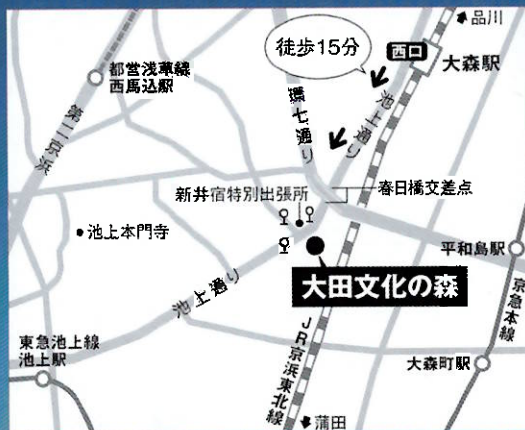 品川
徒歩15分
西口
大森駅
都営浅草線
西馬込駅
第二京浜
環七通り
池上通り
新井宿特別出張所
春日橋交差点
池上本門寺
平和島駅
大田文化の森
池上通り
京急本線
JR京浜東北線
東急池上線
池上駅
大森町駅
蒲田